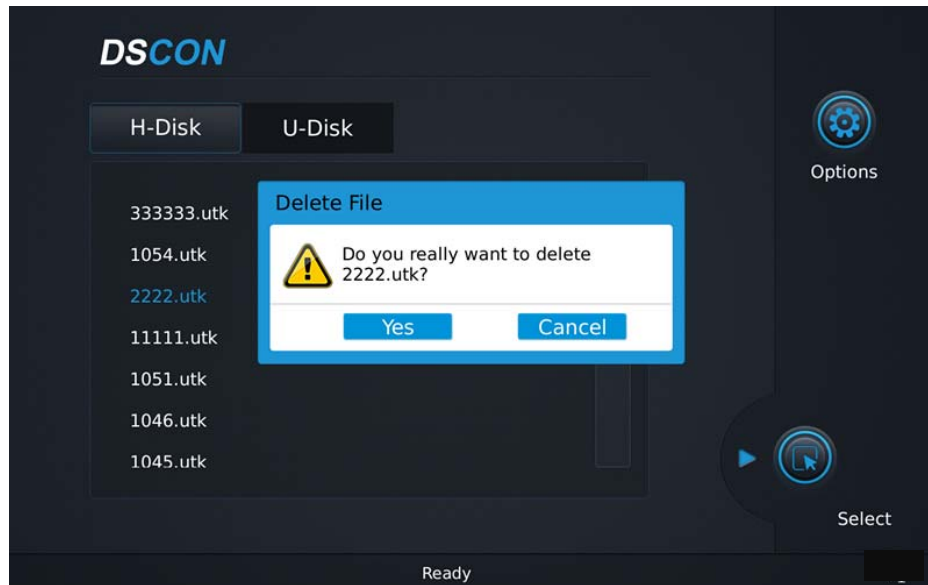 DSCON
H-Disk
U-Disk
Options
333333.utk
1054.utk
2222.utk
11111.utk
1051.utk
1046.utk
1045.utk
Delete File
Do you really want to delete
2222.utk?
Yes
Cancel
Select
Ready